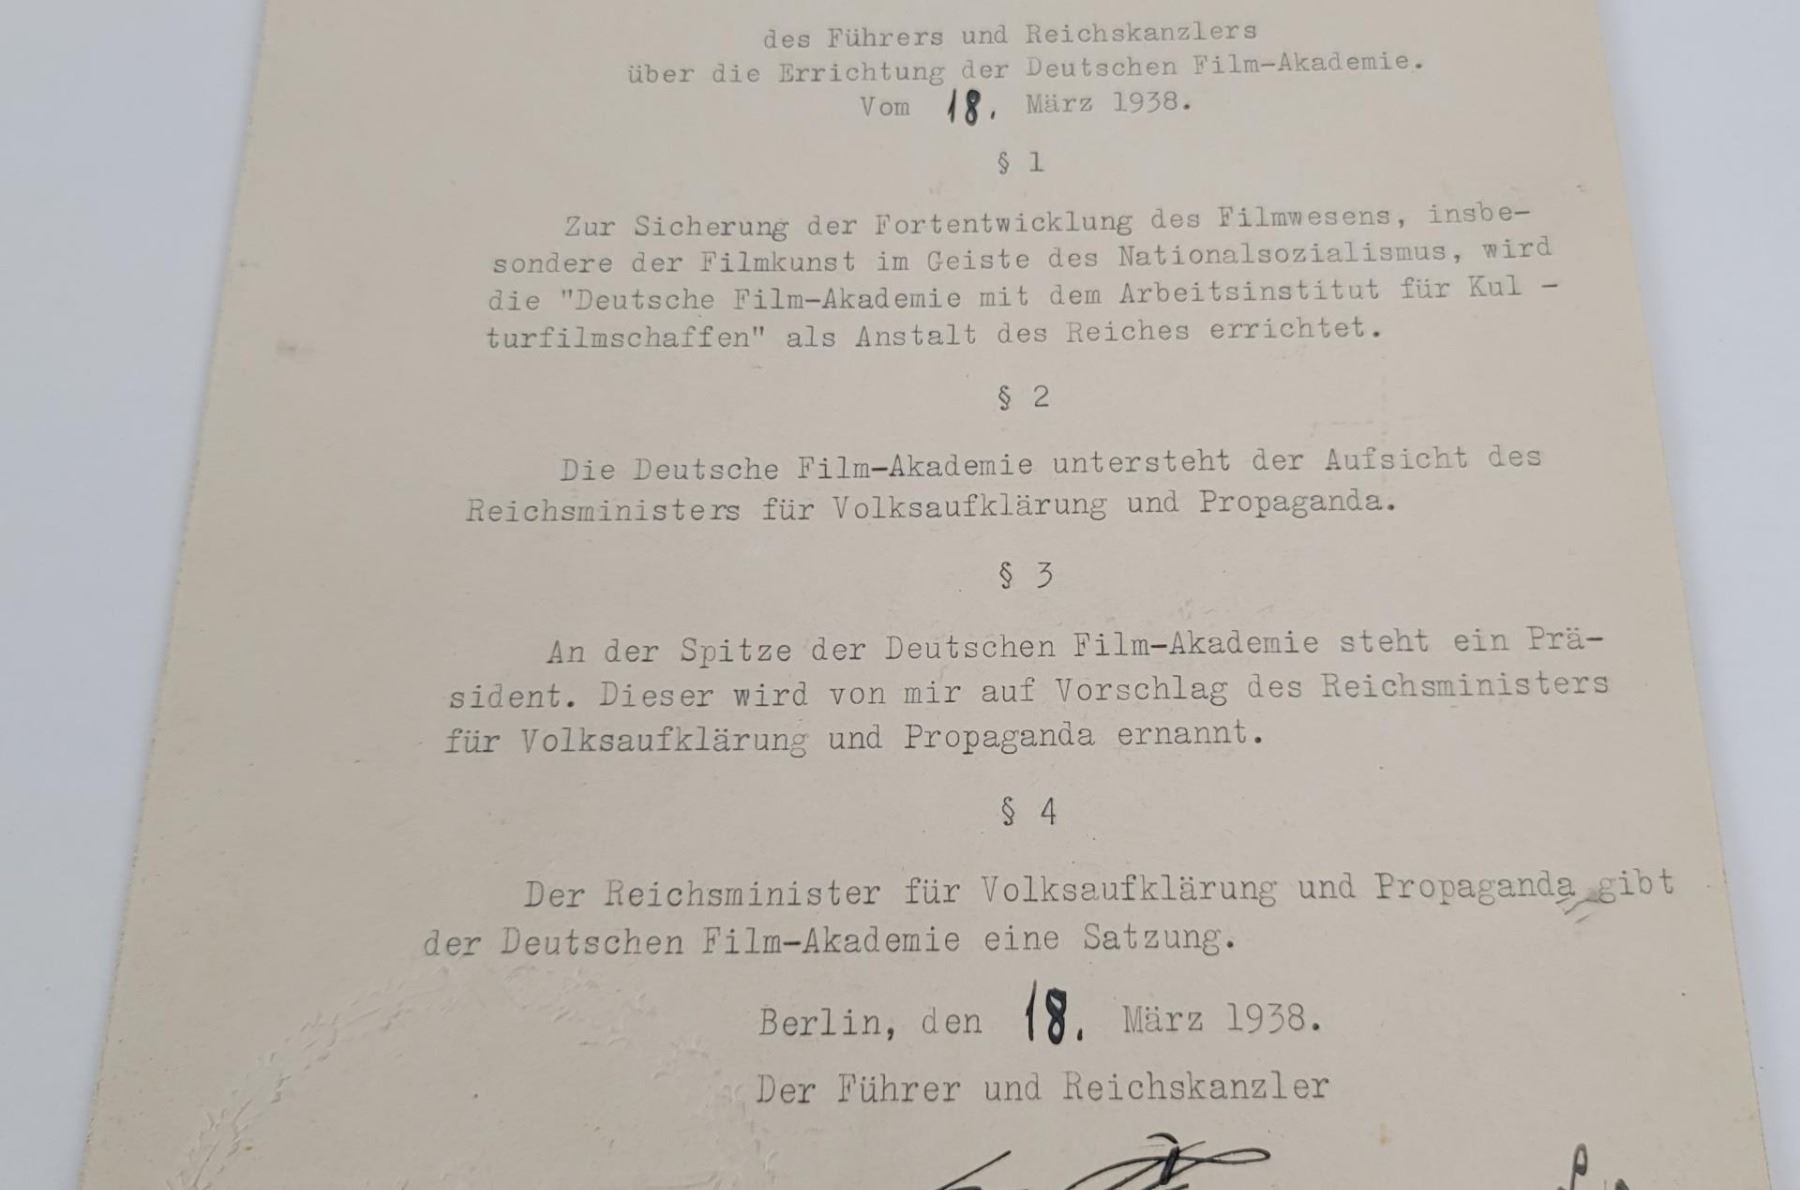 des Führers und Reichskanzlers
über die Errichtung der Deutschen Film-Akademie.
Vom 18. März 1938.
§ 1
Zur Sicherung der Fortentwicklung des Filmwesens, insbe-
sondere der Filmkunst im Geiste des Nationalsozialismus, wird
die "Deutsche Film-Akademie mit dem Arbeitsinstitut für Kul -
turfilmschaffen" als Anstalt des Reiches errichtet.
§ 2
Die Deutsche Film-Akademie untersteht der Aufsicht des
Reichsministers für Volksaufklärung und Propaganda.
§ 3
An der Spitze der Deutschen Film-Akademie steht ein Prä-
sident. Dieser wird von mir auf Vorschlag des Reichsministers
für Volksaufklärung und Propaganda ernannt.
§ 4
Der Reichsminister für Volksaufklärung und Propaganda gibt
der Deutschen Film-Akademie eine Satzung.
Berlin, den 18. März 1938.
Der Führer und Reichskanzler